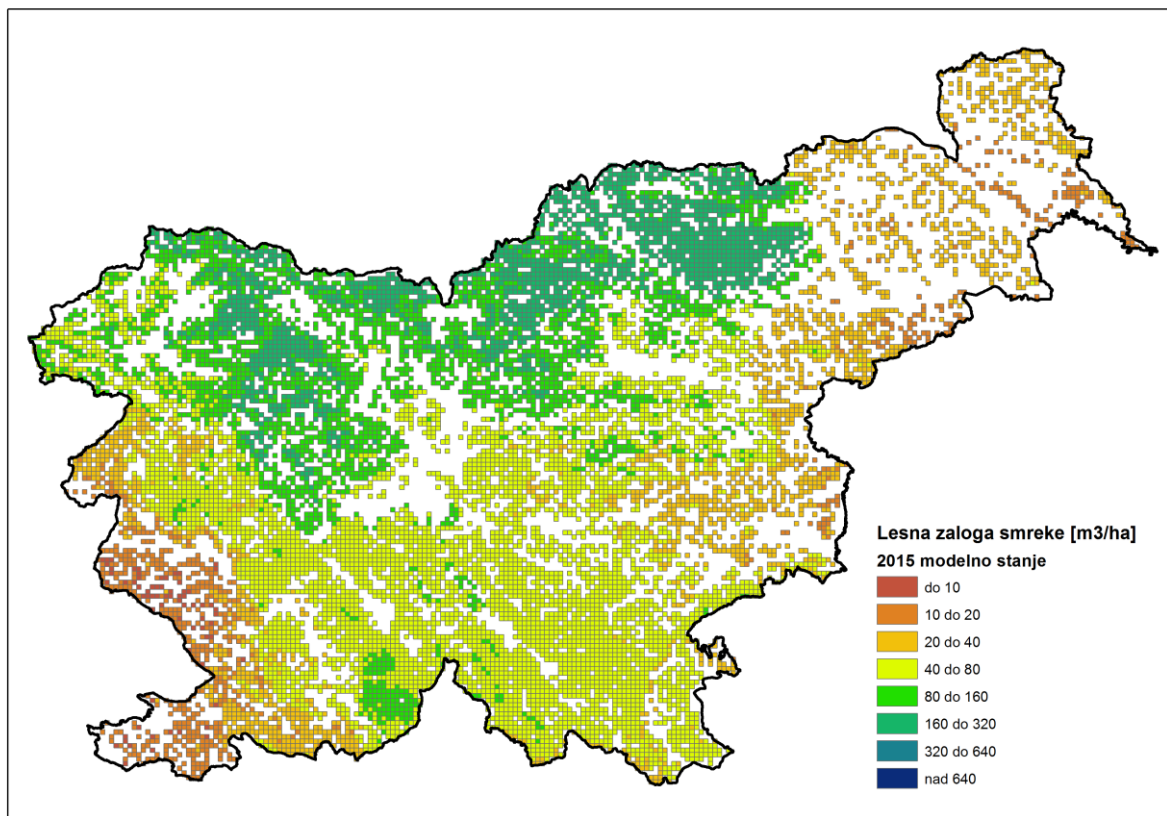 Lesna zaloga smreke [m3/ha]
2015 modelno stanje
do 10
10 do 20
20 do 40
40 do 80
80 do 160
160 do 320
320 do 640
nad 640